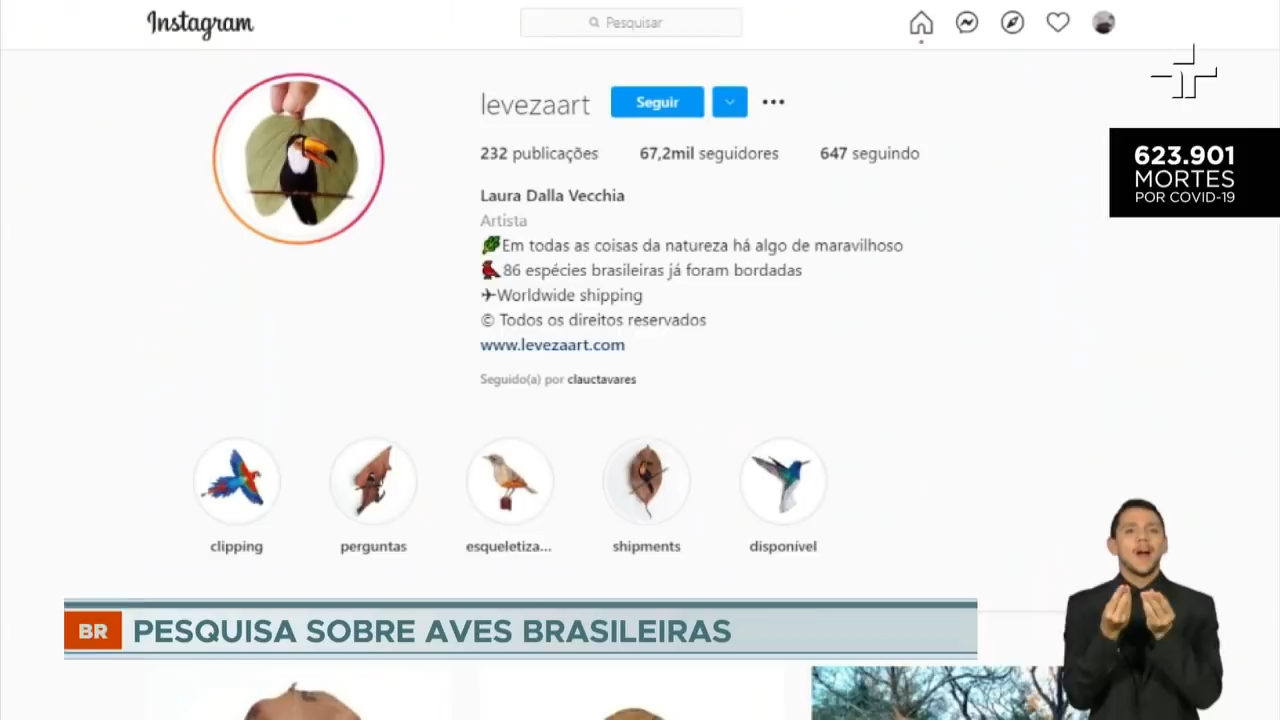 Instagram
Pesquisar
levezaart
Seguir
232 publicações 67,2mil seguidores 647 seguindo
Laura Dalla Vecchia
Artista
Em todas as coisas da natureza há algo de maravilhoso
86 espécies brasileiras já foram bordadas
Worldwide shipping
© Todos os direitos reservados
www.levezaart.com
Seguido(a) por clauctavares
clipping perguntas esqueletiza... shipments disponível
623.901
MORTES
POR COVID-19
BR PESQUISA SOBRE AVES BRASILEIRAS